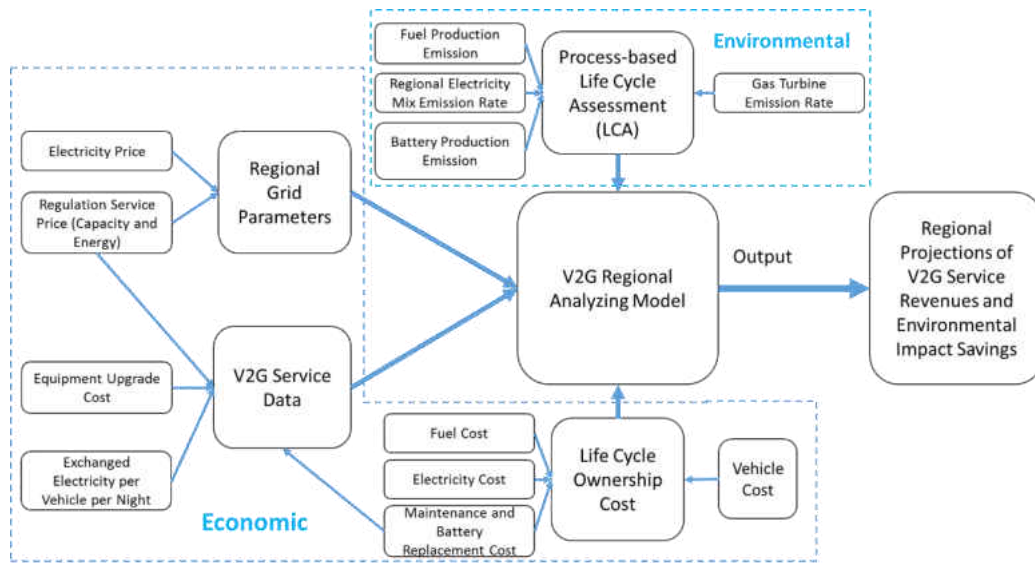 Environmental
Fuel Production
Emission
Regional Electricity
Mix Emission Rate
Battery Production
Emission
Process-based
Life Cycle
Assessment
(LCA)
Gas Turbine
Emission Rate
Electricity Price
Regulation Service
Price (Capacity and
Energy)
Regional
Grid
Parameters
V2G Regional
Analyzing Model
Output
Regional
Projections of
V2G Service
Revenues and
Environmental
Impact Savings
Equipment Upgrade
Cost
Exchanged
Electricity per
Vehicle per Night
V2G Service
Data
Economic
Fuel Cost
Electricity Cost
Maintenance and
Battery
Replacement Cost
Life Cycle
Ownership
Cost
Vehicle
Cost